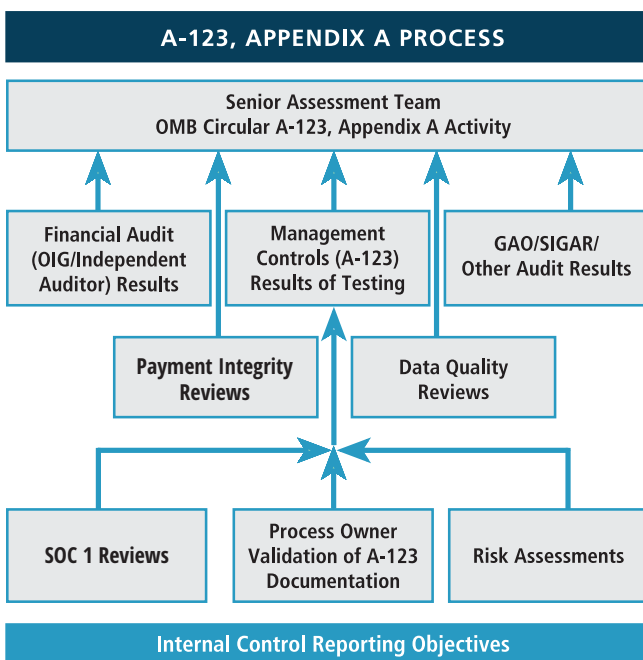 A-123, APPENDIX A PROCESS
Senior Assessment Team
OMB Circular A-123, Appendix A Activity
Financial Audit
(OIG/Independent
Auditor) Results
Management
Controls (A-123)
Results of Testing
GAO/SIGAR/
Other Audit Results
Payment Integrity
Reviews
Data Quality
Reviews
SOC 1 Reviews
Process Owner
Validation of A-123
Documentation
Risk Assessments
Internal Control Reporting Objectives